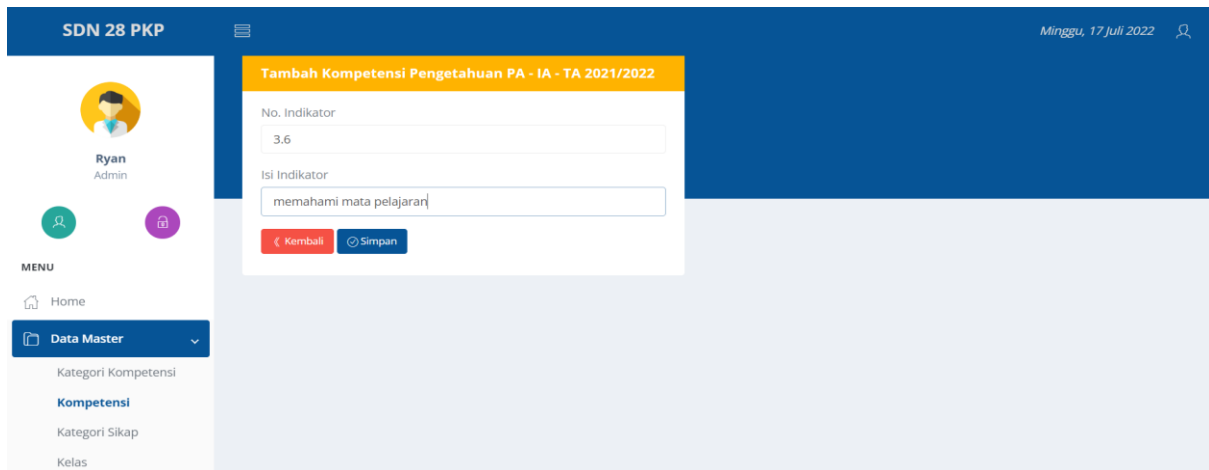 SDN 28 PKP
Minggu, 17 Juli 2022
Ryan
Admin
MENU
Home
Data Master
Kategori Kompetensi
Kompetensi
Kategori Sikap
Kelas
Tambah Kompetensi Pengetahuan PA - IA - TA 2021/2022
No. Indikator
3.6
Isi Indikator
memahami mata pelajaran
Kembali
Simpan